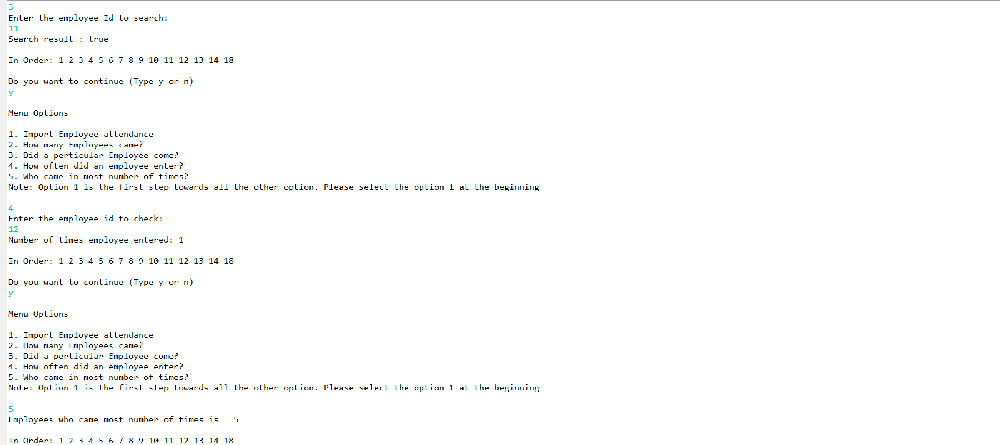 3
Enter the employee Id to search:
11
Search result : true
In Order: 1 2 3 4 5 6 7 8 9 10 11 12 13 14 18
Do you want to continue (Type y or n)
y
Menu Options
1. Import Employee attendance
2. How many Employees came?
3. Did a perticular Employee come?
4. How often did an employee enter?
5. Who came in most number of times?
Note: Option 1 is the first step towards all the other option. Please select the option 1 at the beginning
4
Enter the employee id to check:
12
Number of times employee entered: 1
In Order: 1 2 3 4 5 6 7 8 9 10 11 12 13 14 18
Do you want to continue (Type y or n)
y
Menu Options
1. Import Employee attendance
2. How many Employees came?
3. Did a perticular Employee come?
4. How often did an employee enter?
5. Who came in most number of times?
Note: Option 1 is the first step towards all the other option. Please select the option 1 at the beginning
5
Employees who came most number of times is = 5
In Order: 1 2 3 4 5 6 7 8 9 10 11 12 13 14 18